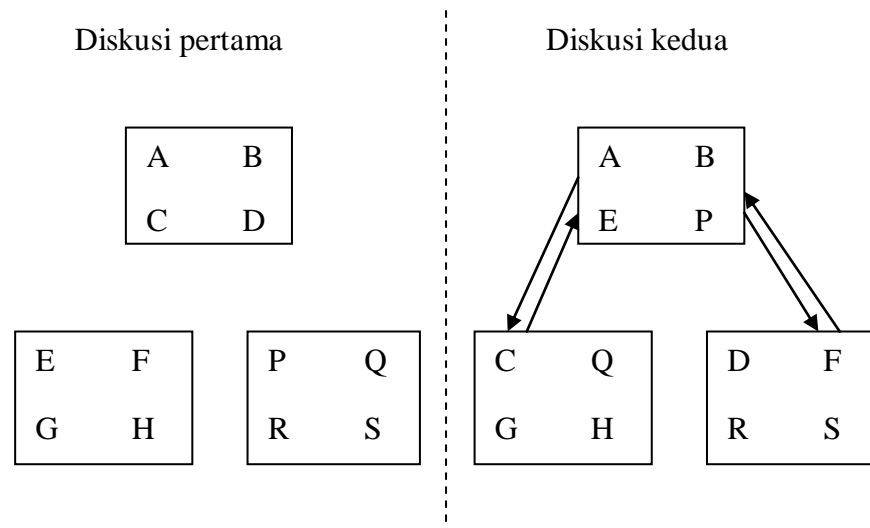 Diskusi pertama
A B
C D
E F
G H
P Q
R S
Diskusi kedua
A B
E P
C Q
G H
D F
R S